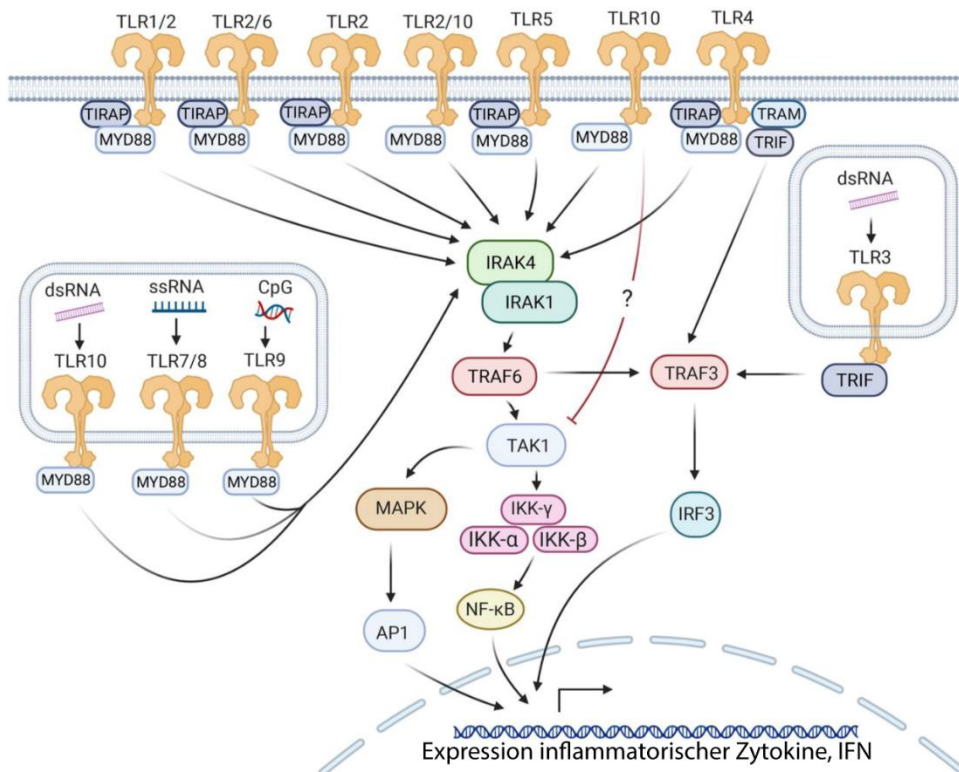 TLR1/2 TLR2/6 TLR2 TLR2/10 TLR5 TLR10 TLR4
TIRAP TIRAP TIRAP TIRAP TIRAP TRAM
MYD88 MYD88 MYD88 MYD88 MYD88 MYD88 MYD88 TRIF
dsRNA
TLR3
TRIF
IRAK4
IRAK1
?
dsRNA ssRNA CpG
TLR10 TLR7/8 TLR9
MYD88 MYD88 MYD88
TRAF6 TRAF3
TAK1
MAPK
IKK-γ
IKK-α IKK-β
IRF3
NF-κB
AP1
Expression inflammatorischer Zytokine, IFN